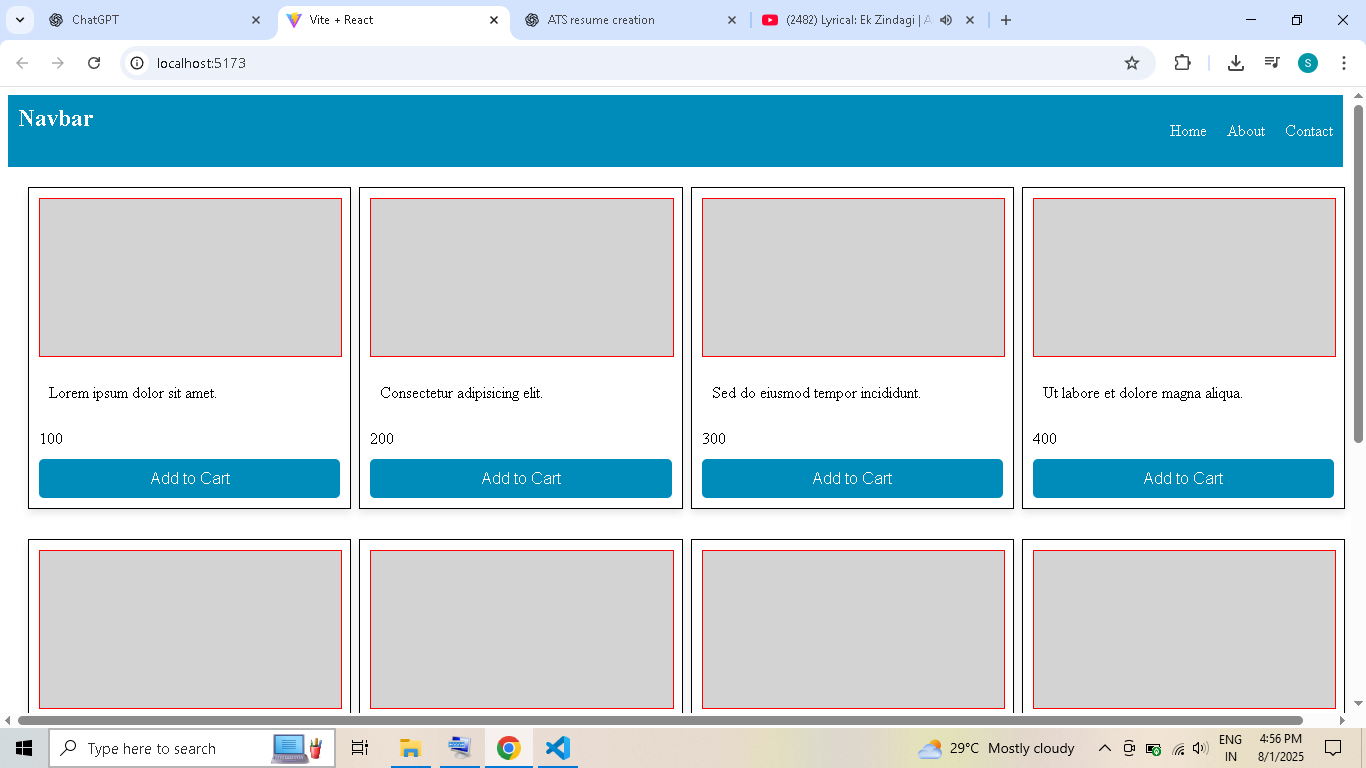 ChatGPT
Vite + React
ATS resume creation
(2482) Lyrical: Ek Zindagi | A
localhost:5173
S
Navbar
Home About Contact
Lorem ipsum dolor sit amet.
Consectetur adipisicing elit.
Sed do eiusmod tempor incididunt.
Ut labore et dolore magna aliqua.
100
200
300
400
Add to Cart
Add to Cart
Add to Cart
Add to Cart
Type here to search
29°C Mostly cloudy
ENG
IN
4:56 PM
8/1/2025